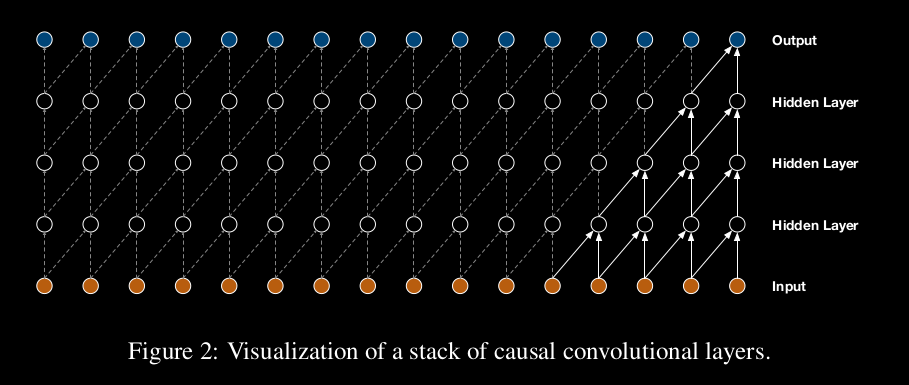 Output
Hidden Layer
Hidden Layer
Hidden Layer
Input
Figure 2: Visualization of a stack of causal convolutional layers.